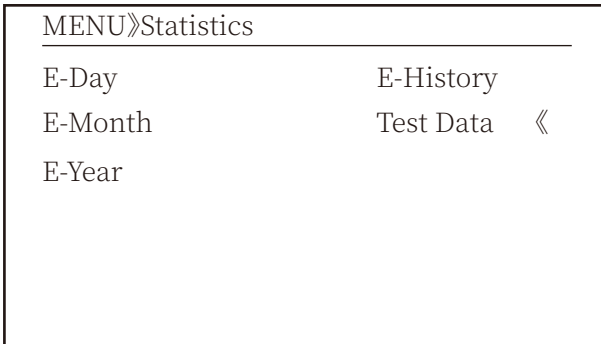 MENU》Statistics
E-Day E-History
E-Month Test Data 《
E-Year